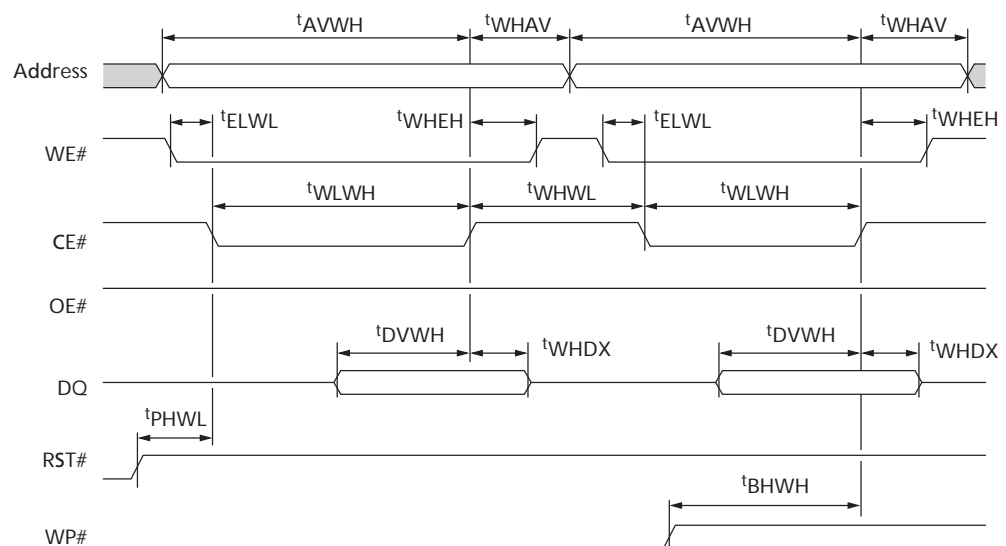 tAVWH tWHAV tAVWH tWHAV
Address
tELWL tWHEH tELWL tWHEH
WE#
tWLWH tWHWL tWLWH
CE#
OE#
tDVWH tWHDX tDVWH tWHDX
DQ
tPHWL
RST#
tBHWH
WP#